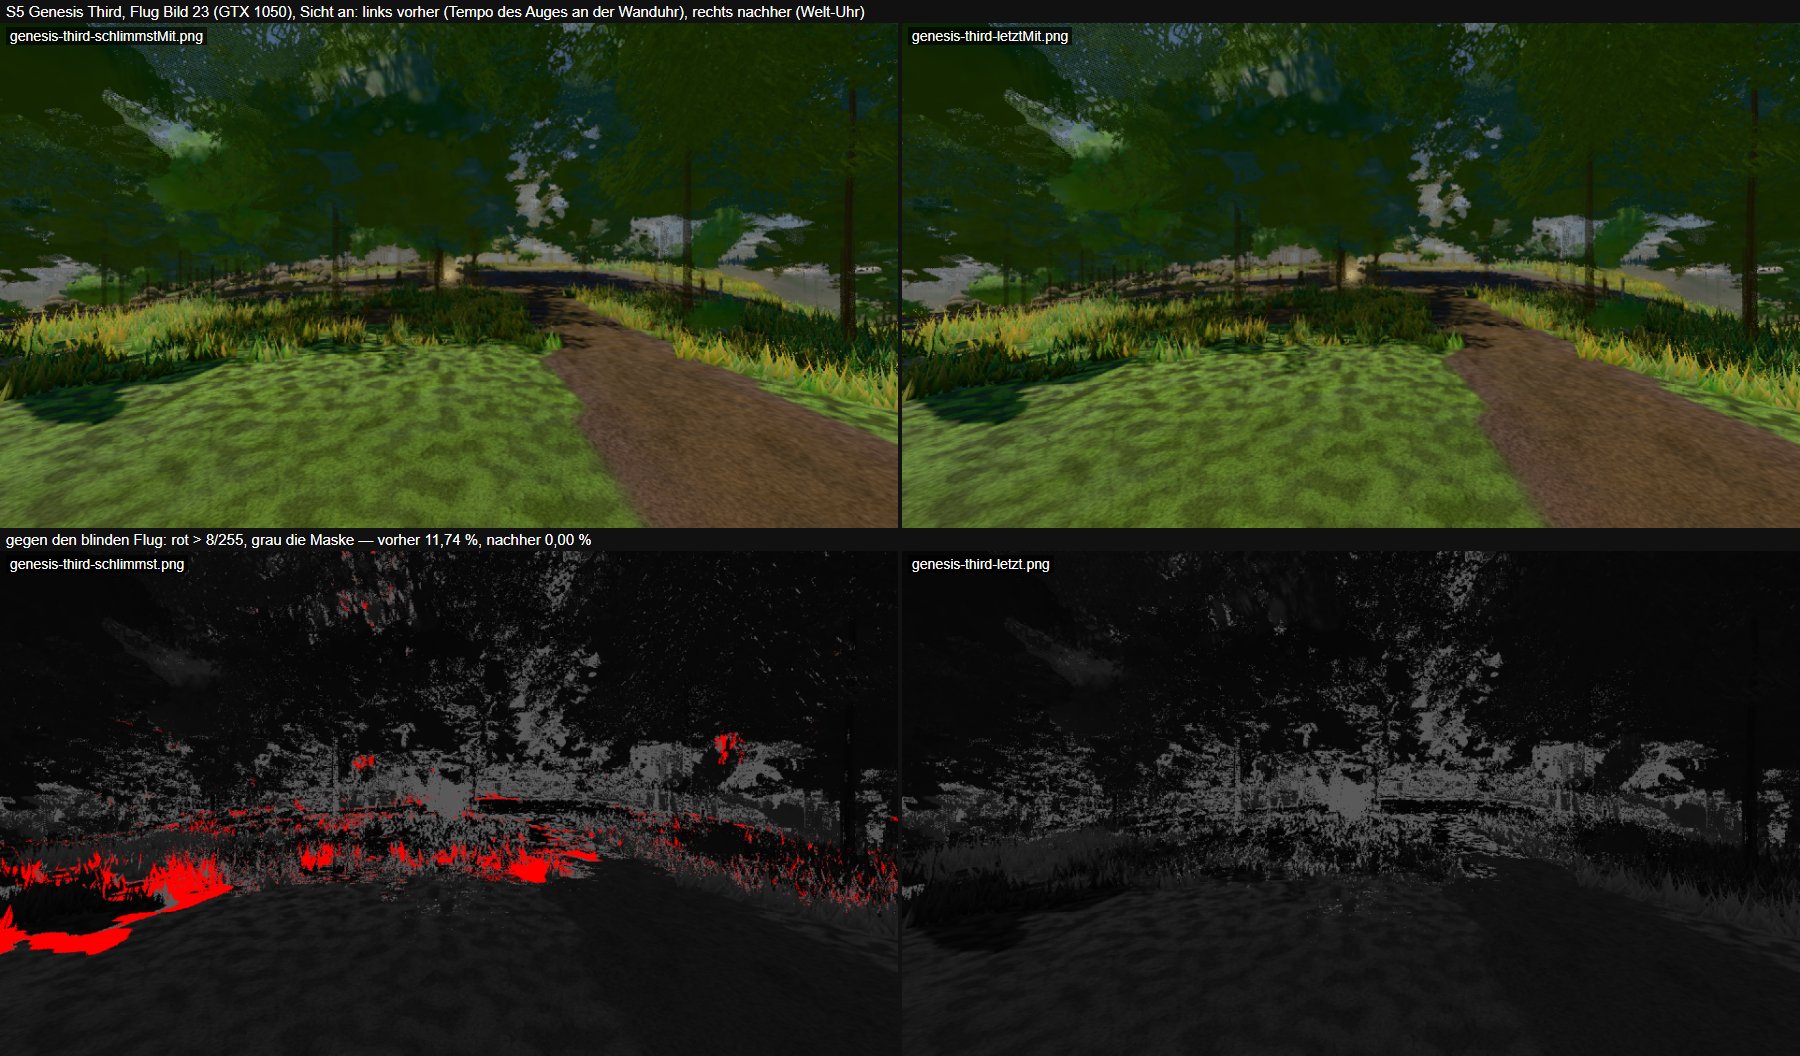 S5 Genesis Third, Flug Bild 23 (GTX 1050), Sicht an: links vorher (Tempo des Auges an der Wanduhr), rechts nachher (Welt-Uhr)
genesis-third-schlimmstMit.png
genesis-third-letztMit.png
gegen den blinden Flug: rot > 8/255, grau die Maske — vorher 11,74 %, nachher 0,00 %
genesis-third-schlimmst.png
genesis-third-letzt.png